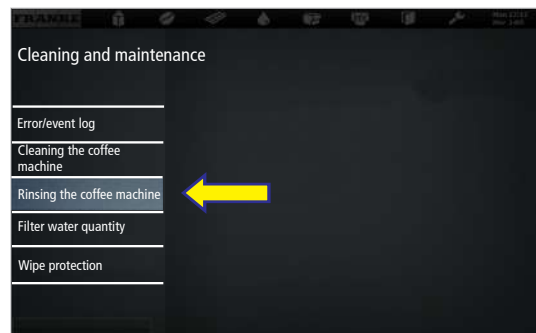 FRANKE
Cleaning and maintenance
Error/event log
Cleaning the coffee
machine
Rinsing the coffee machine
Filter water quantity
Wipe protection